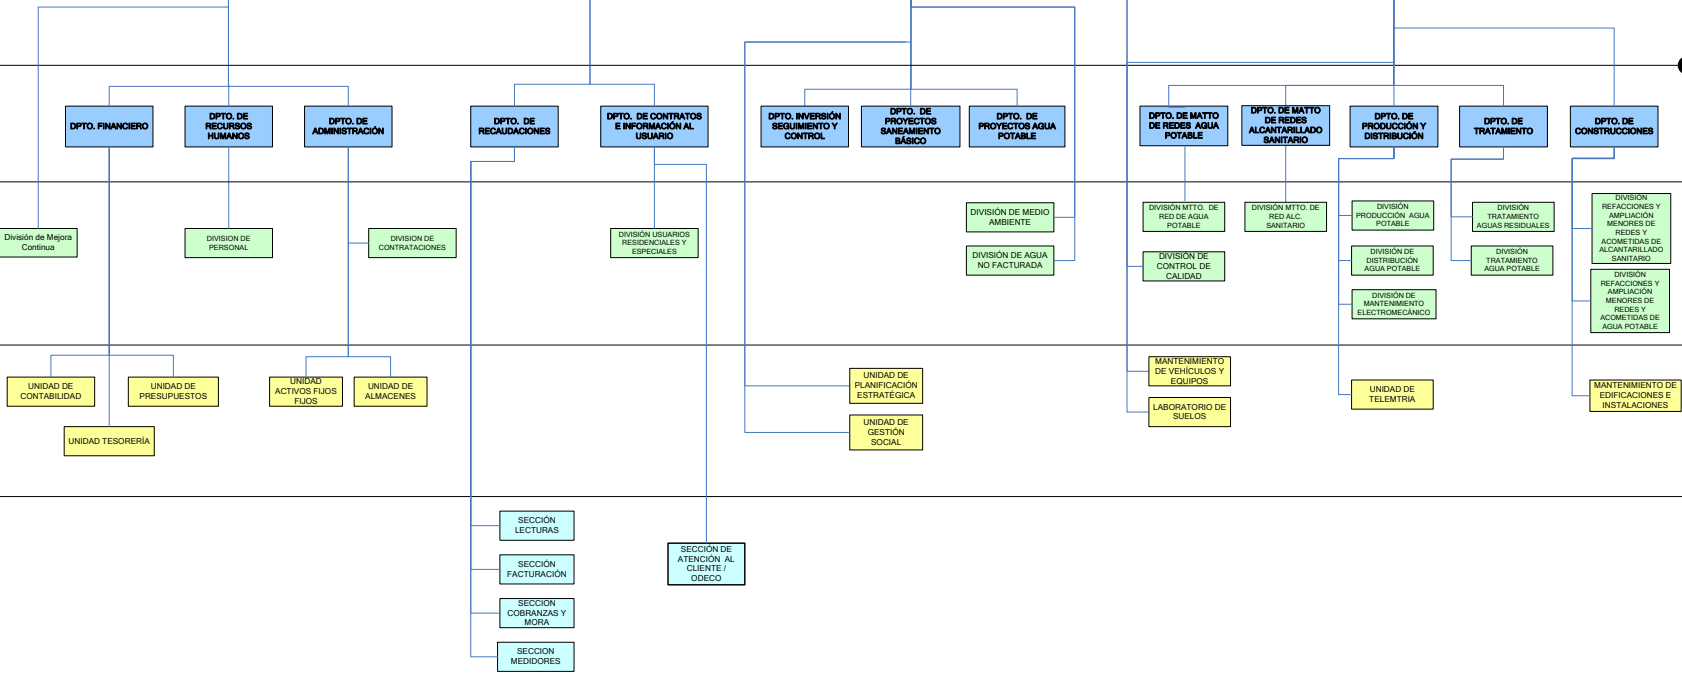 DPTO. FINANCIERO
DPTO. DE
RECURSOS
HUMANOS
DPTO. DE
ADMINISTRACIÓN
DPTO. DE
RECAUDACIONES
DPTO. DE CONTRATOS
E INFORMACIÓN AL
USUARIO
DPTO. INVERSIÓN
SEGUIMIENTO Y
CONTROL
DPTO. DE
PROYECTOS
SANEAMIENTO
BÁSICO
DPTO. DE
PROYECTOS AGUA
POTABLE
DPTO. DE MATTO
DE REDES AGUA
POTABLE
DPTO. DE MATTO
DE REDES
ALCANTARILLADO
SANITARIO
DPTO. DE
PRODUCCIÓN Y
DISTRIBUCIÓN
DPTO. DE
TRATAMIENTO
DPTO. DE
CONSTRUCCIONES
División de Mejora
Continua
DIVISION DE
PERSONAL
DIVISION DE
CONTRATACIONES
DIVISIÓN USUARIOS
RESIDENCIALES Y
ESPECIALES
DIVISIÓN DE MEDIO
AMBIENTE
DIVISIÓN DE AGUA
NO FACTURADA
DIVISIÓN MTTO. DE
RED DE AGUA
POTABLE
DIVISIÓN DE
CONTROL DE
CALIDAD
DIVISIÓN MTTO. DE
RED ALC.
SANITARIO
DIVISIÓN
PRODUCCIÓN AGUA
POTABLE
DIVISIÓN DE
DISTRIBUCIÓN
AGUA POTABLE
DIVISIÓN DE
MANTENIMIENTO
ELECTROMECÁNICO
DIVISIÓN
TRATAMIENTO
AGUAS RESIDUALES
DIVISIÓN
TRATAMIENTO
AGUA POTABLE
DIVISIÓN
REFACCIONES Y
AMPLIACIÓN
MENORES DE
REDES Y
ACOMETIDAS DE
ALCANTARILLADO
SANITARIO
DIVISIÓN
REFACCIONES Y
AMPLIACIÓN
MENORES DE
REDES Y
ACOMETIDAS DE
AGUA POTABLE
UNIDAD DE
CONTABILIDAD
UNIDAD DE
PRESUPUESTOS
UNIDAD TESORERÍA
UNIDAD
ACTIVOS FIJOS
FIJOS
UNIDAD DE
ALMACENES
UNIDAD DE
PLANIFICACIÓN
ESTRATÉGICA
UNIDAD DE
GESTIÓN
SOCIAL
MANTENIMIENTO
DE VEHÍCULOS Y
EQUIPOS
LABORATORIO DE
SUELOS
UNIDAD DE
TELEMTRIA
MANTENIMIENTO DE
EDIFICACIONES E
INSTALACIONES
SECCIÓN
LECTURAS
SECCIÓN
FACTURACIÓN
SECCION
COBRANZAS Y
MORA
SECCION
MEDIDORES
SECCIÓN DE
ATENCIÓN AL
CLIENTE /
ODECO